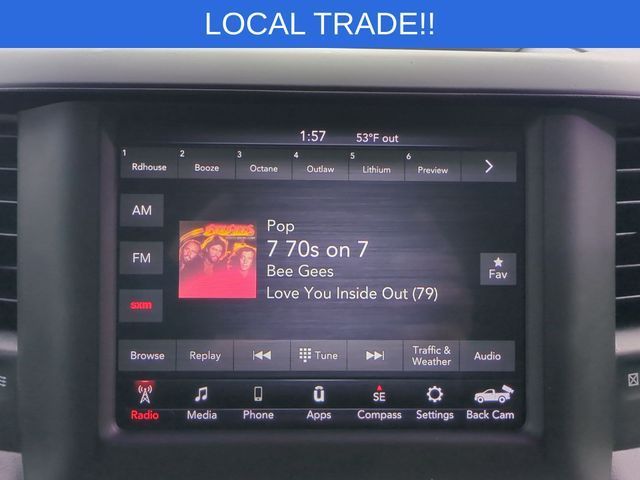 LOCAL TRADE!!
1:57 53°F out
1 Rdhouse 2 Booze 3 Octane 4 Outlaw 5 Lithium 6 Preview
AM
FM
sxm
Pop
7 70s on 7
Bee Gees
Love You Inside Out (79)
Fav
Browse Replay Tune Traffic & Weather Audio
SE
Radio Media Phone Apps Compass Settings Back Cam